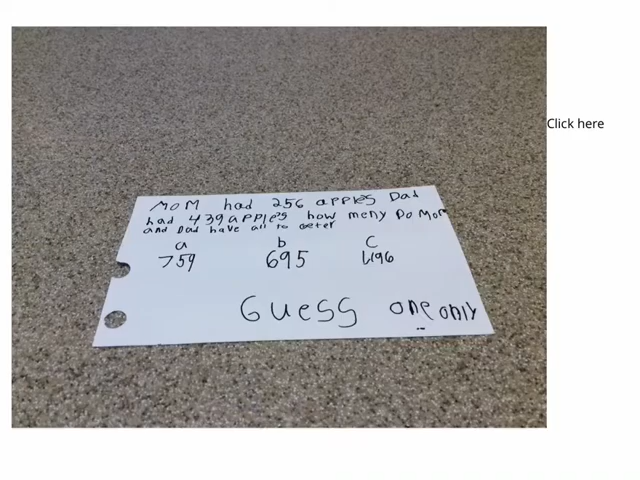 MoM had 256 apples Dad
had 439 apples how meny Do Mom
and Dad have all to geter
a b c
759 695 696
Guess one only
Click here